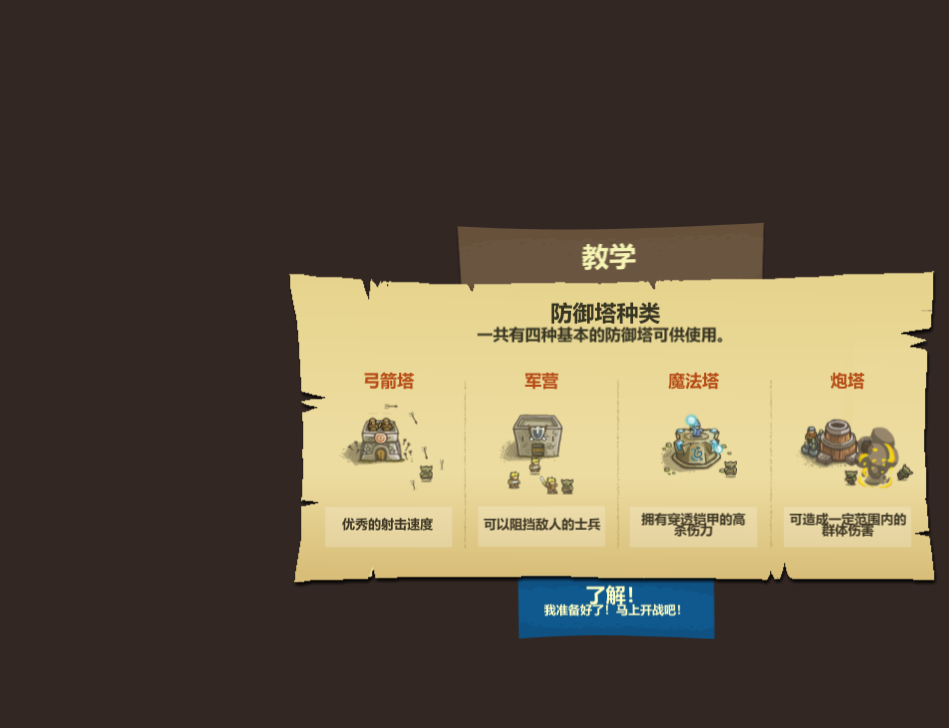 教学
防御塔种类
一共有四种基本的防御塔可供使用。
弓箭塔
军营
魔法塔
炮塔
优秀的射击速度
可以阻挡敌人的士兵
拥有穿透铠甲的高
杀伤力
可造成一定范围内的
群体伤害
了解!
我准备好了! 马上开战吧!